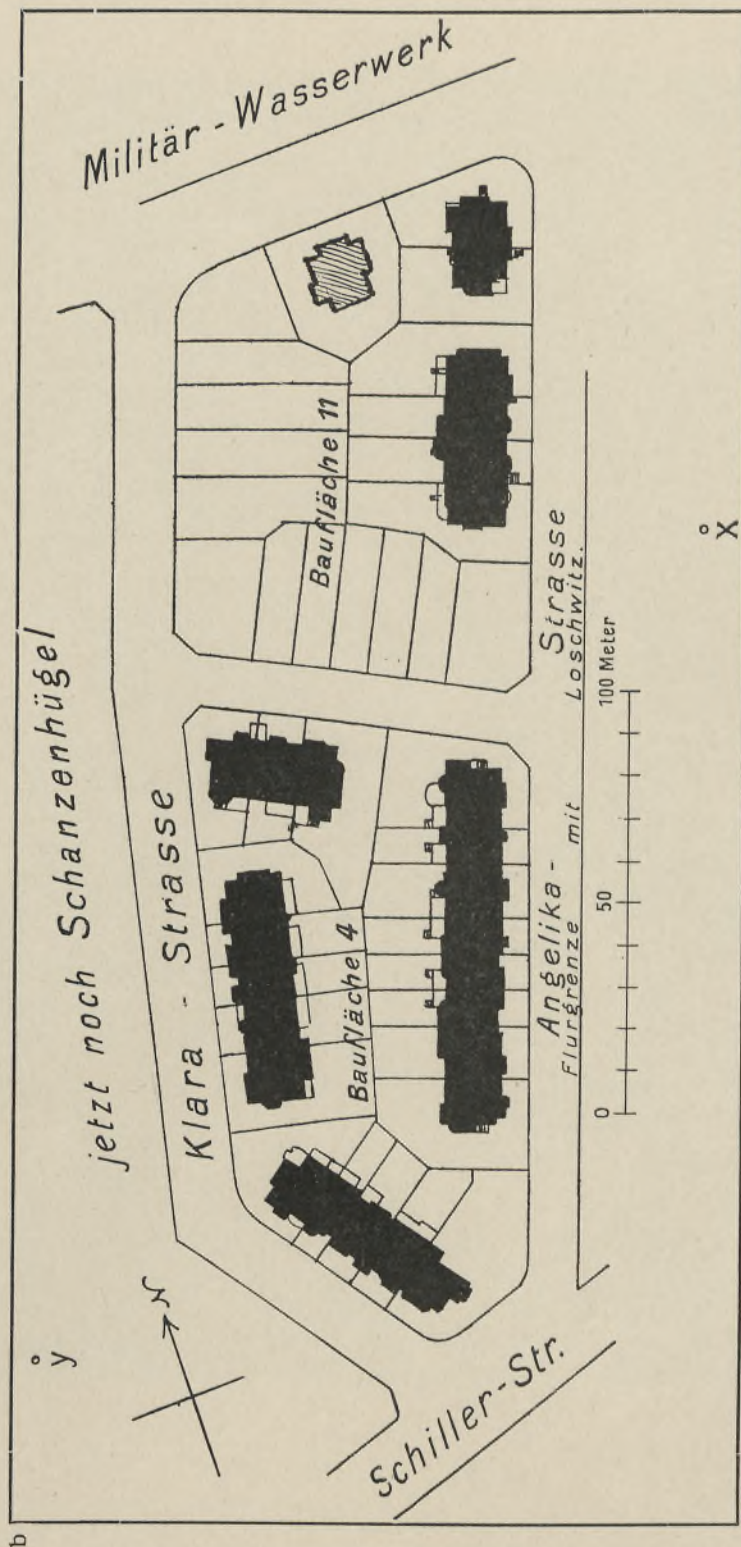 b
ẙ
jetzt noch Schanzenhügel
Militär - Wasserwerk
Klara - Strasse
N
Baufläche 11
Baufläche 4
Schiller-Str.
Angelika - Strasse
Flurgrenze mit Loschwitz.
0 50 100 Meter
X̊